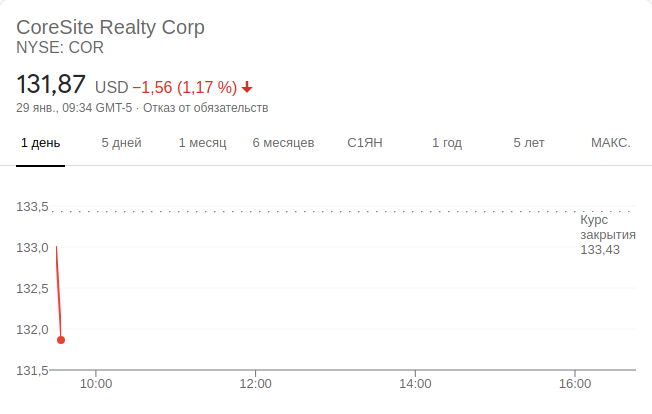 CoreSite Realty Corp
NYSE: COR
131,87 USD −1,56 (1,17 %)
29 янв., 09:34 GMT-5 · Отказ от обязательств
1 день 5 дней 1 месяц 6 месяцев С1ЯН 1 год 5 лет МАКС.
133,5
Курс
закрытия
133,43
133,0
132,5
132,0
131,5
10:00 12:00 14:00 16:00